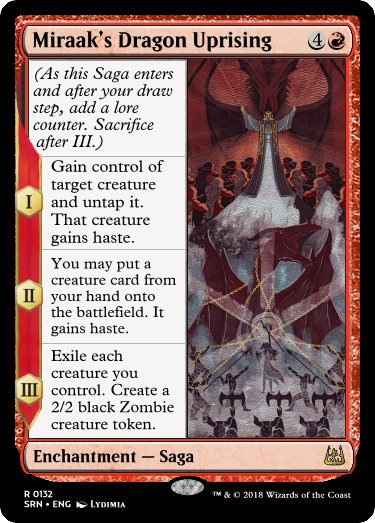 Miraak's Dragon Uprising 4
(As this Saga enters
and after your draw
step, add a lore
counter. Sacrifice
after III.)
I
Gain control of
target creature
and untap it.
That creature
gains haste.
II
You may put a
creature card from
your hand onto
the battlefield. It
gains haste.
III
Exile each
creature you
control. Create a
2/2 black Zombie
creature token.
Enchantment — Saga
R 0132
SRN • ENG Lydimia
™ & © 2018 Wizards of the Coast